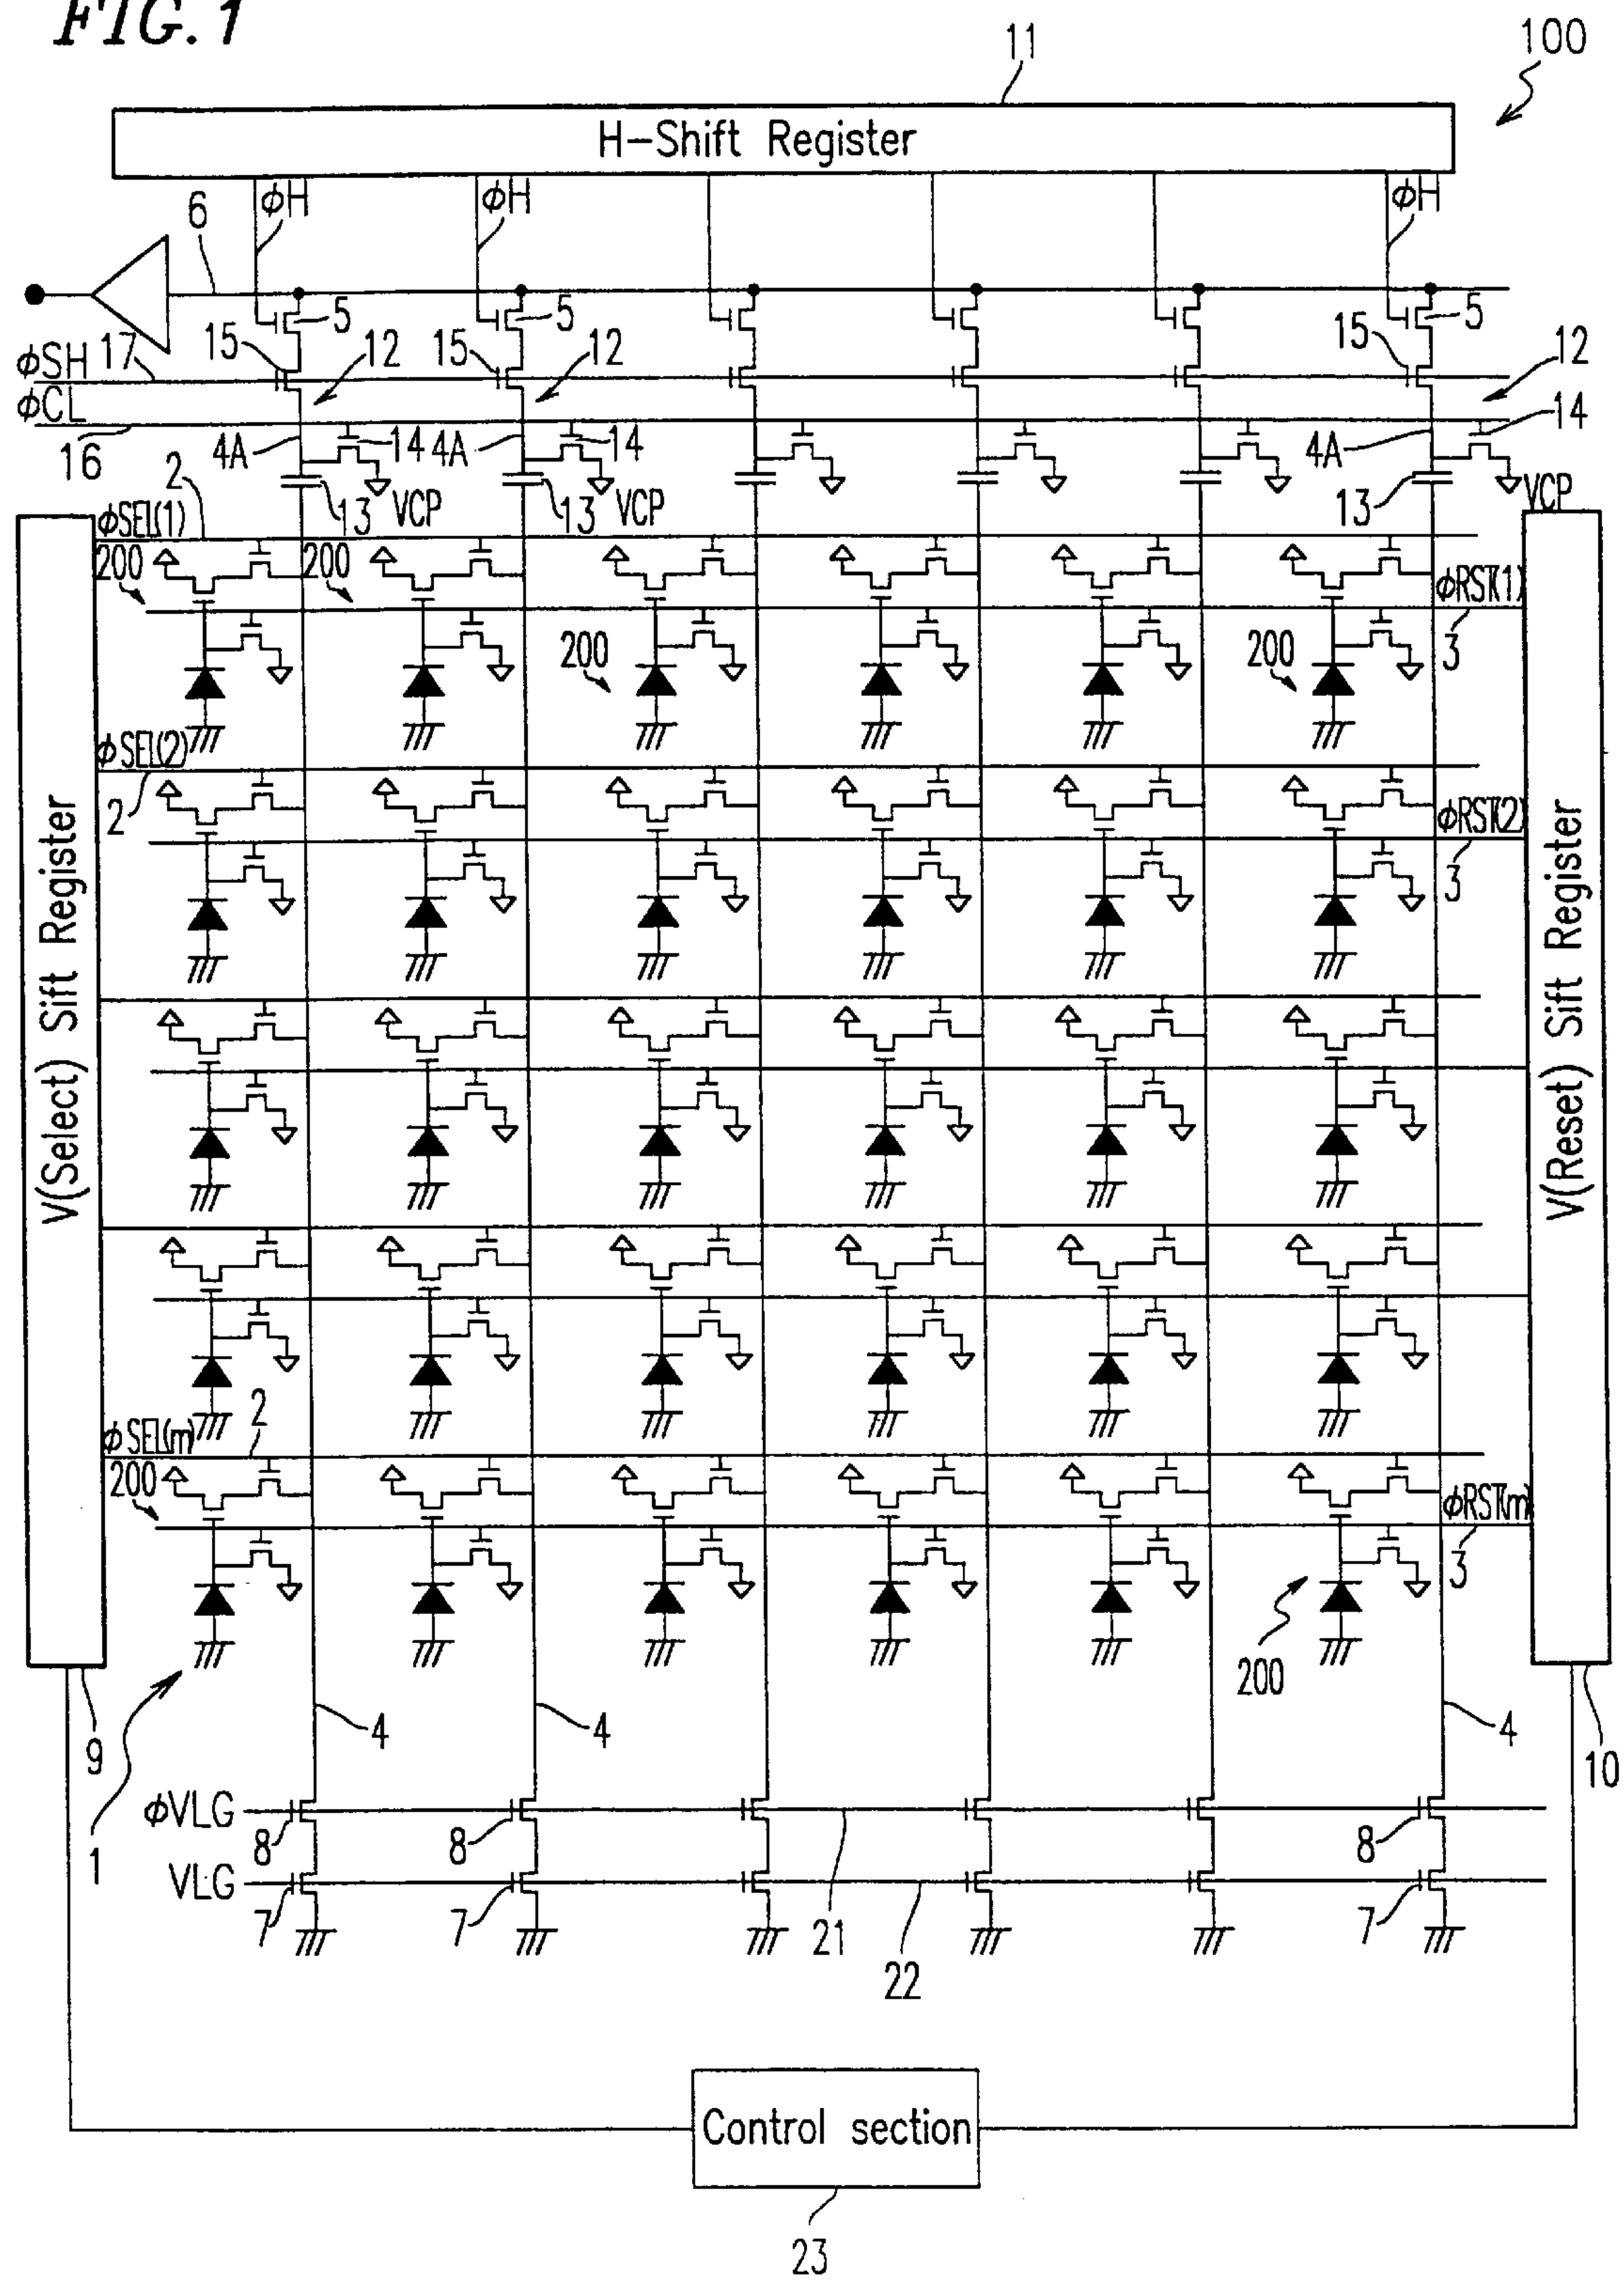 FIG. 1
11
100
H-Shift Register
6
ϕH
ϕH
ϕH
5
5
5
ϕSH
17
15
12
15
12
15
12
ϕCL
16
4A
14
4A
14
4A
14
2
13
VCP
13
VCP
13
VCP
ϕSEL(1)
200
200
200
200
ϕRST(1)
3
ϕSEL(2)
2
ϕRST(2)
3
V(Select) Sift Register
V(Reset) Sift Register
ϕSEL(m)
2
200
ϕRST(m)
3
200
9
4
4
4
10
1
ϕVLG
8
8
8
VLG
7
7
21
22
7
Control section
23